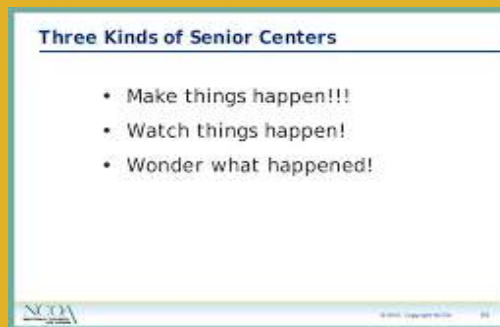 Three Kinds of Senior Centers
• Make things happen!!!
• Watch things happen!
• Wonder what happened!
NCOA